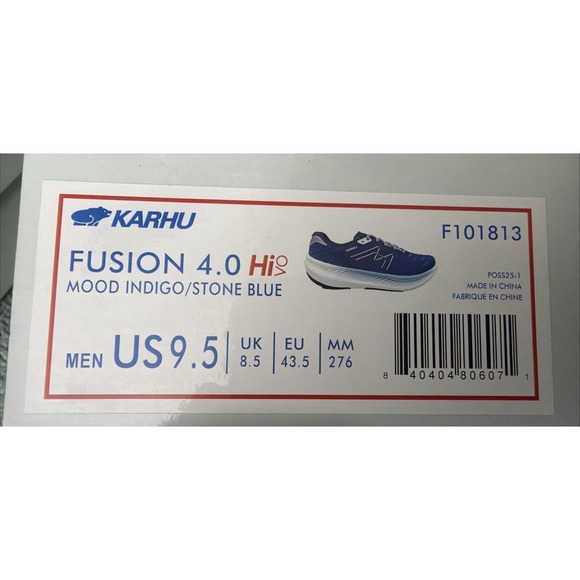 KARHU
F101813
FUSION 4.0 HiVO
MOOD INDIGO/STONE BLUE
POSS25-1
MADE IN CHINA
FABRIQUE EN CHINE
MEN US9.5
UK
8.5
EU
43.5
MM
276
8 40404 80607 1